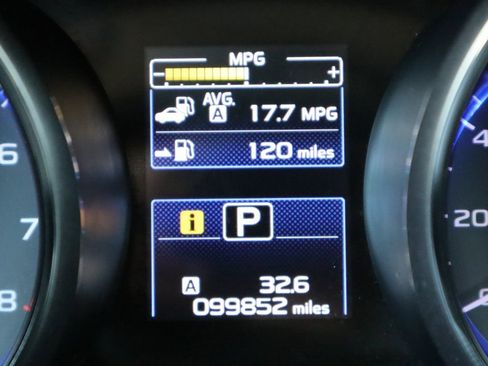 MPG
- +
AVG.
A 17.7 MPG
120 miles
i P
A 32.6
099852 miles
6
7
8
4
20